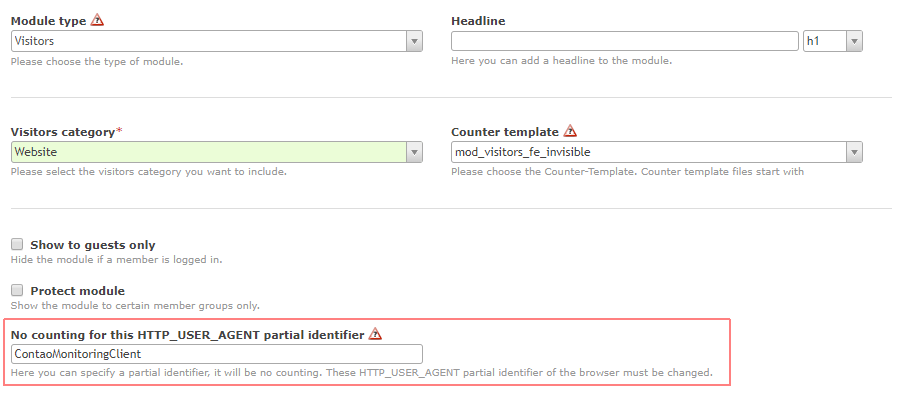 Module type Headline
Visitors h1
Please choose the type of module. Here you can add a headline to the module.
Visitors category* Counter template
Website mod_visitors_fe_invisible
Please select the visitors category you want to include. Please choose the Counter-Template. Counter template files start with
Show to guests only
Hide the module if a member is logged in.
Protect module
Show the module to certain member groups only.
No counting for this HTTP_USER_AGENT partial identifier
ContaoMonitoringClient
Here you can specify a partial identifier, it will be no counting. These HTTP_USER_AGENT partial identifier of the browser must be changed.